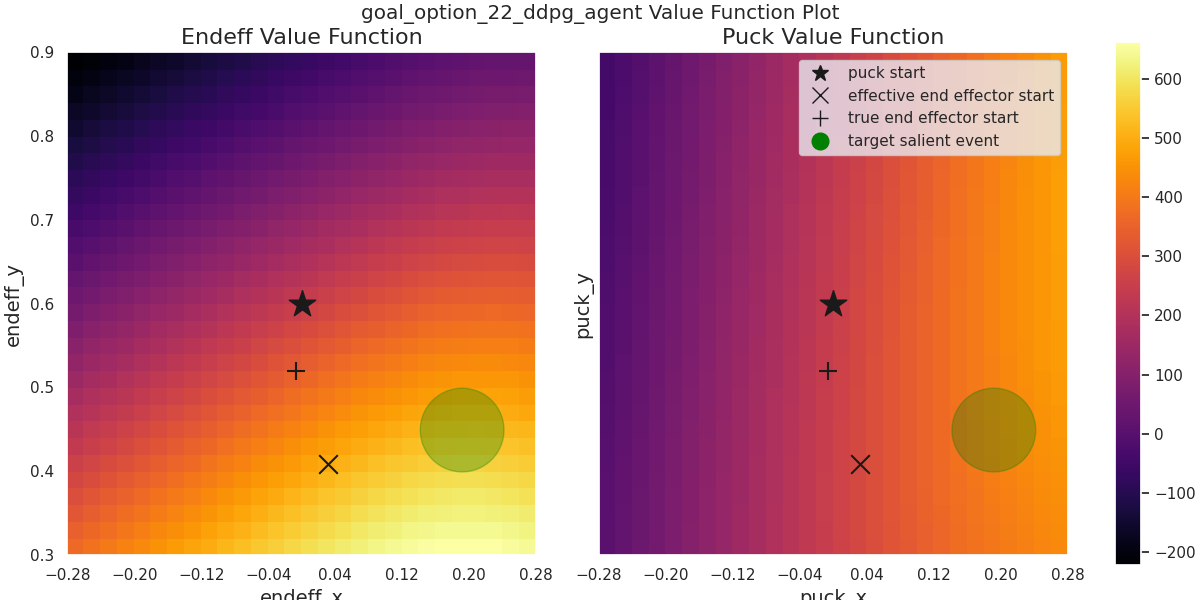 goal_option_22_ddpg_agent Value Function Plot
Endeff Value Function
Puck Value Function
puck start
effective end effector start
true end effector start
target salient event
0.9
0.8
0.7
0.6
0.5
0.4
0.3
endeff_y
−0.28 −0.20 −0.12 −0.04 0.04 0.12 0.20 0.28
endeff_x
puck_y
−0.28 −0.20 −0.12 −0.04 0.04 0.12 0.20 0.28
puck_x
600
500
400
300
200
100
0
−100
−200